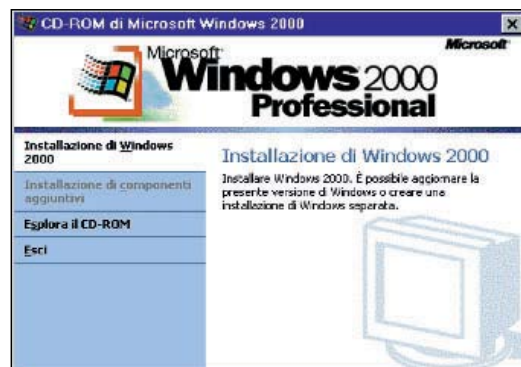 CD-ROM di Microsoft Windows 2000
Microsoft
Microsoft
Windows 2000
Professional
Installazione di Windows
2000
Installazione di componenti
aggiuntivi
Esplora il CD-ROM
Esci
Installazione di Windows 2000
Installare Windows 2000. È possibile aggiornare la
presente versione di Windows o creare una
installazione di Windows separata.